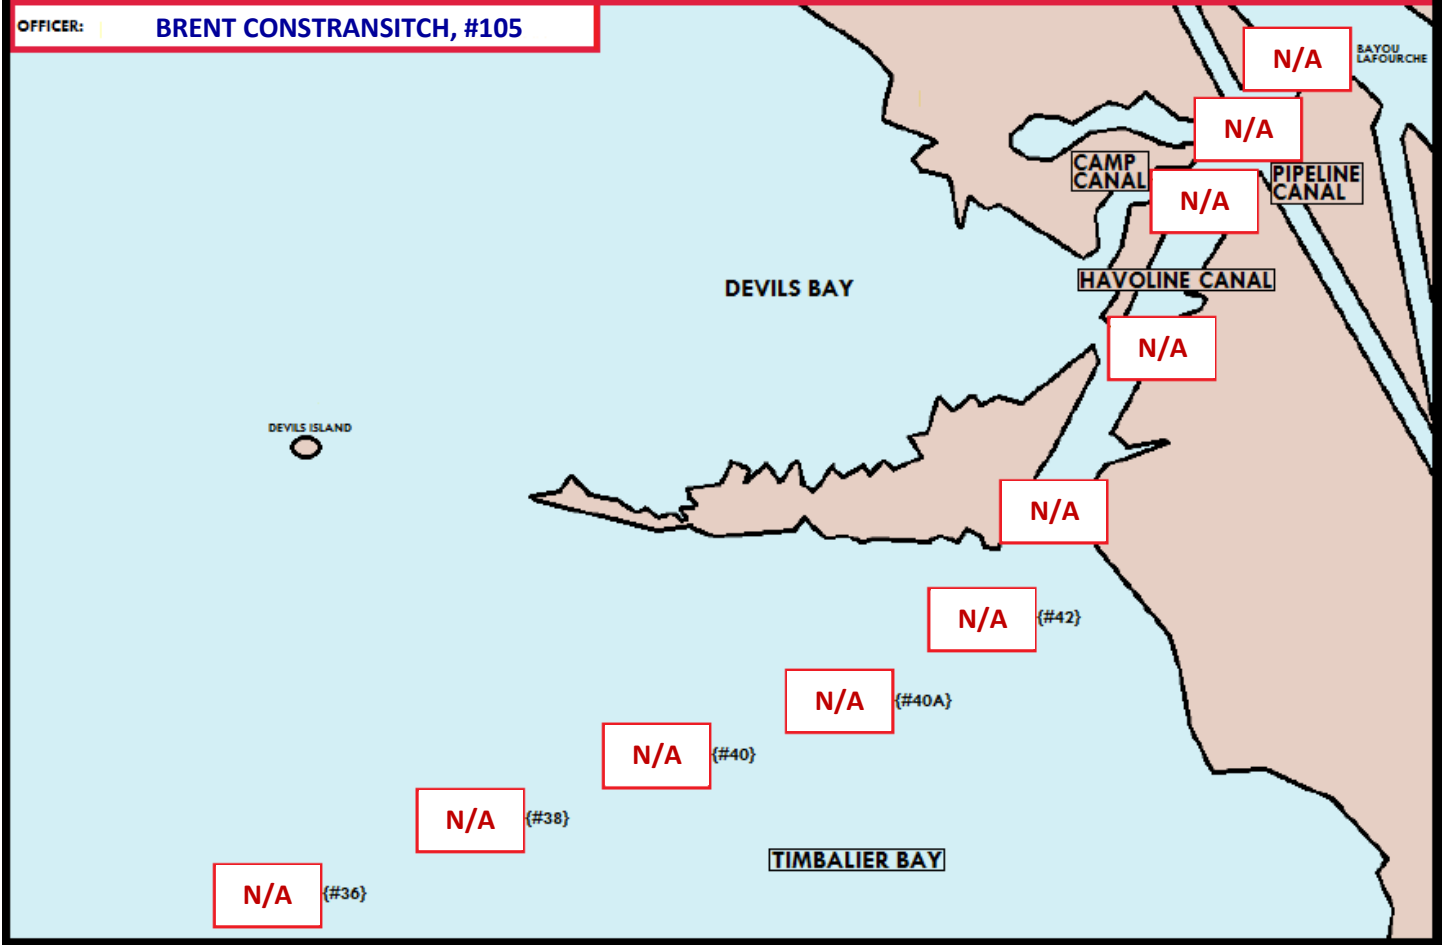 OFFICER: BRENT CONSTRANSITCH, #105
N/A
BAYOU
LAFOURCHE
N/A
CAMP
CANAL
PIPELINE
CANAL
N/A
HAVOLINE CANAL
DEVILS BAY
N/A
DEVILS ISLAND
N/A
N/A {#42}
N/A {#40A}
N/A {#40}
N/A {#38}
TIMBALIER BAY
N/A {#36}